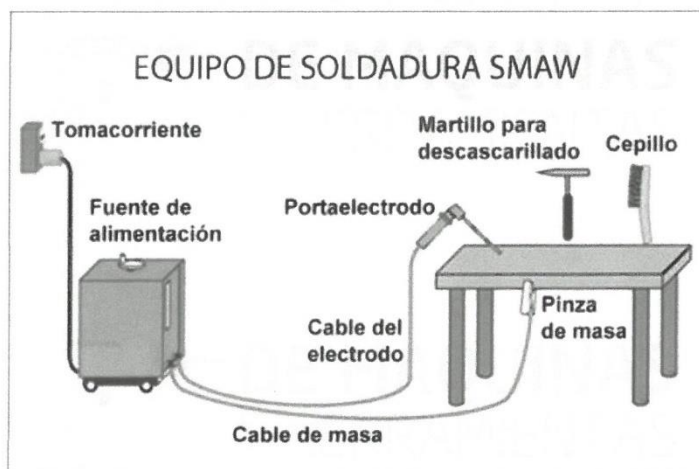 EQUIPO DE SOLDADURA SMAW
Tomacorriente
Martillo para
descascarillado
Cepillo
Fuente de
alimentación
Portaelectrodo
Cable del
electrodo
Pinza
de masa
Cable de masa